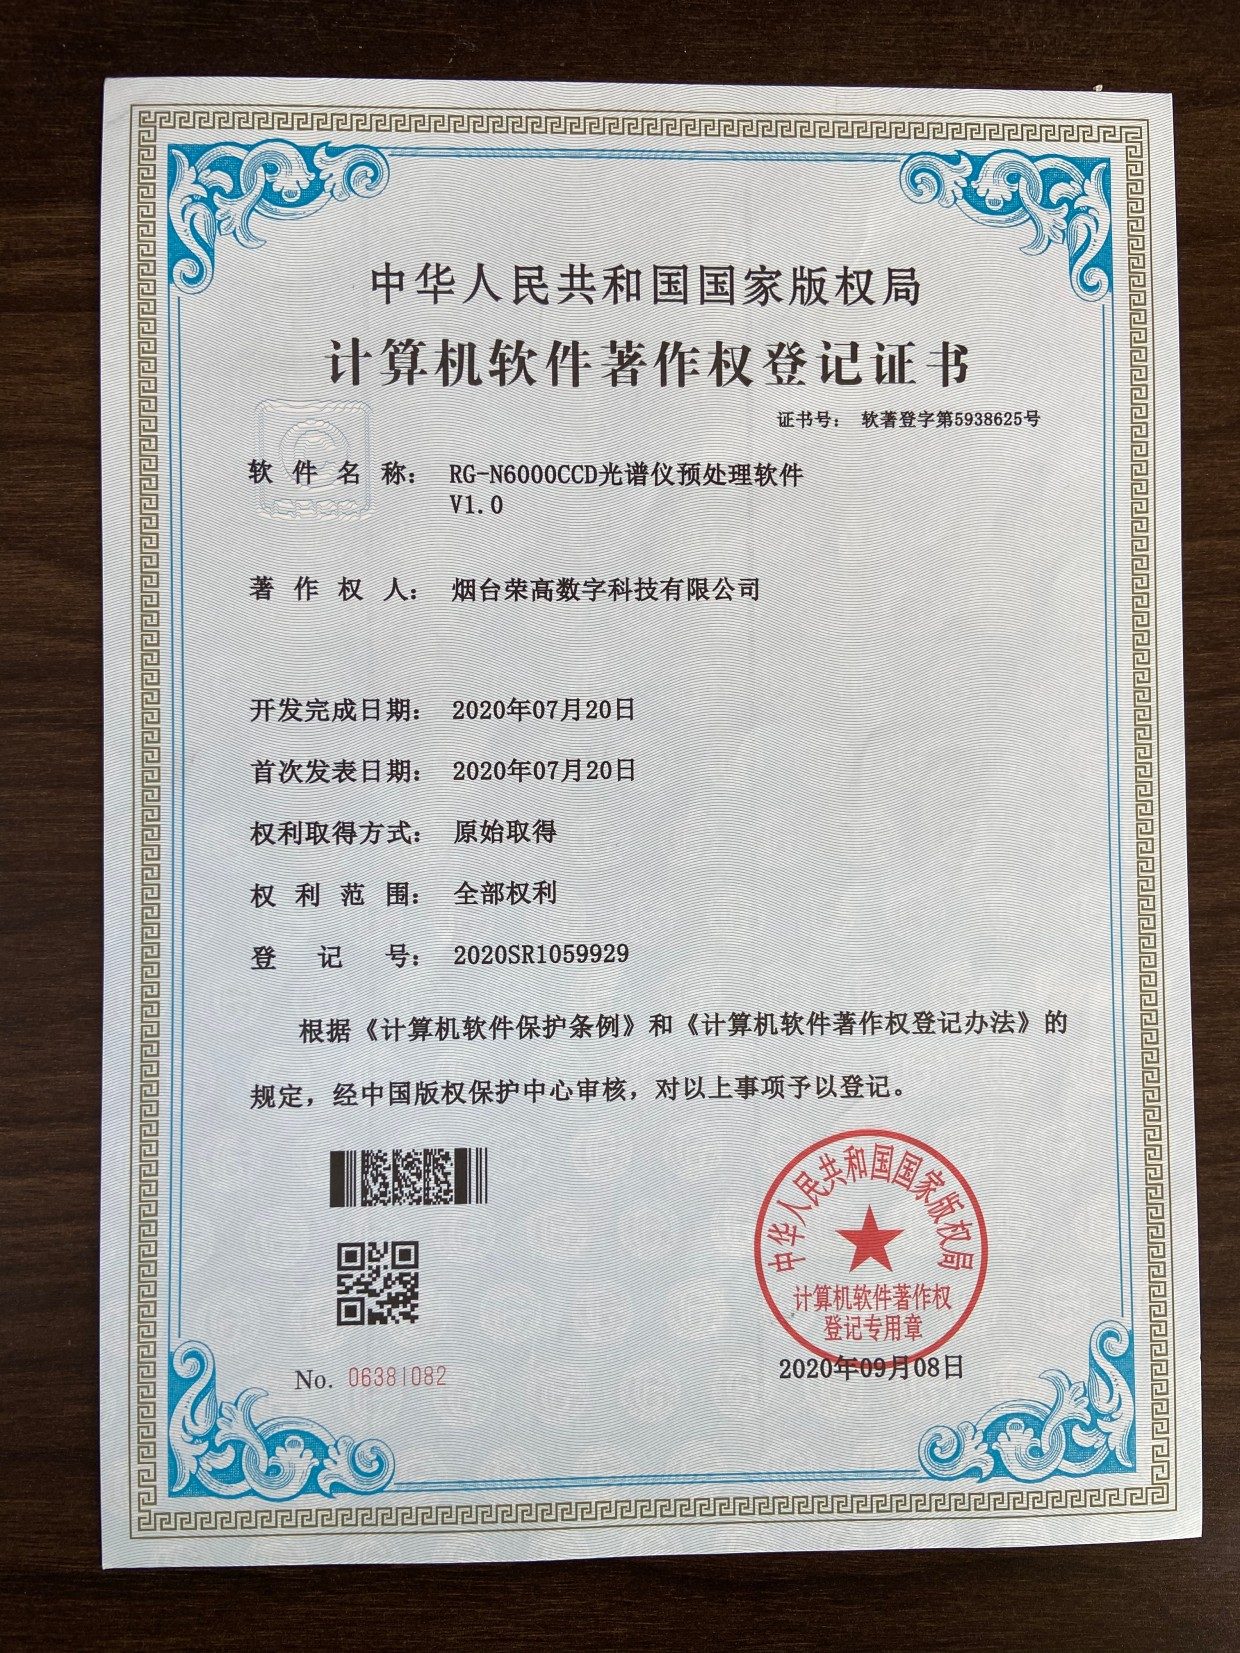 中华人民共和国国家版权局
计算机软件著作权登记证书
证书号： 软著登字第5938625号
软件名称： RG-N6000CCD光谱仪预处理软件
V1.0
著作权人： 烟台荣高数字科技有限公司
开发完成日期： 2020年07月20日
首次发表日期： 2020年07月20日
权利取得方式： 原始取得
权利范围： 全部权利
登记号： 2020SR1059929
根据《计算机软件保护条例》和《计算机软件著作权登记办法》的
规定，经中国版权保护中心审核，对以上事项予以登记。
中华人民共和国国家版权局
计算机软件著作权
登记专用章
No. 06381082
2020年09月08日